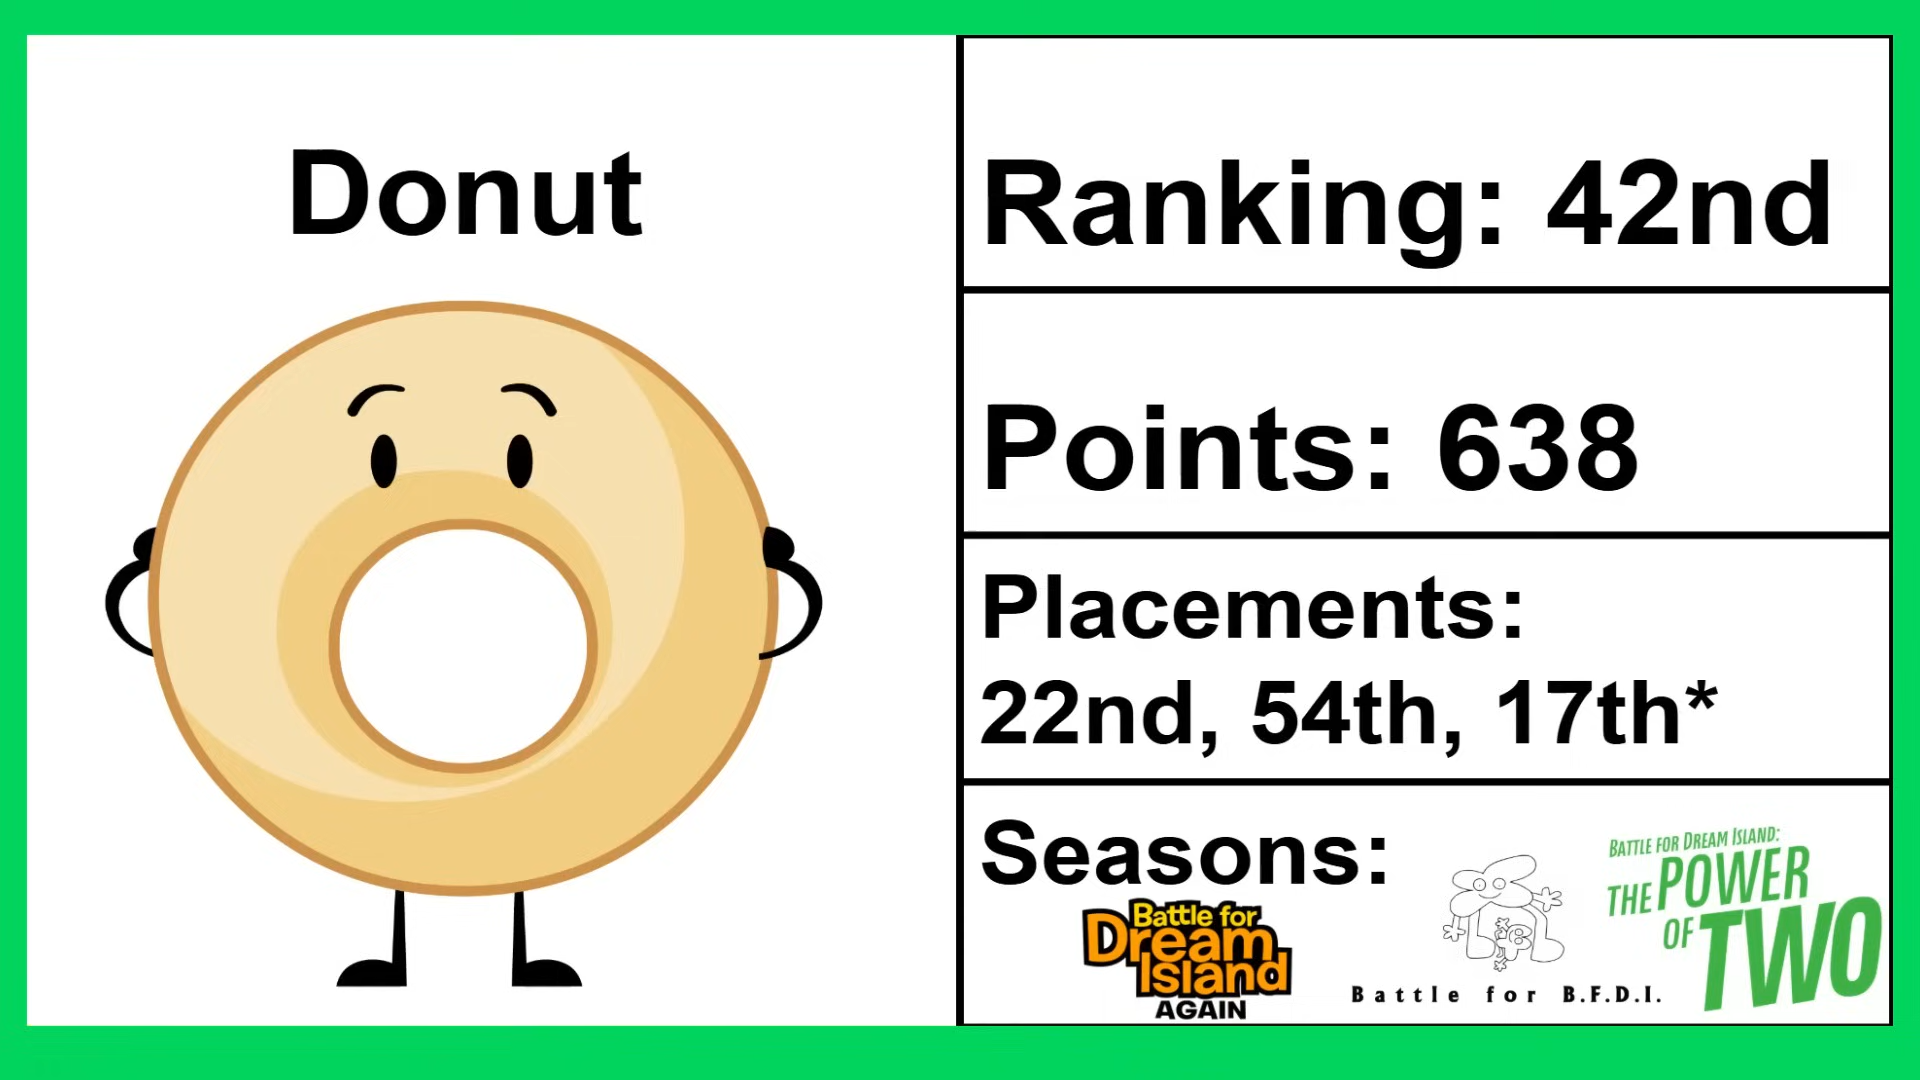 Donut
Ranking: 42nd
Points: 638
Placements:
22nd, 54th, 17th*
Seasons:
Battle for
Dream
Island
AGAIN
Battle for B.F.D.I.
BATTLE FOR DREAM ISLAND:
THE POWER
OF TWO